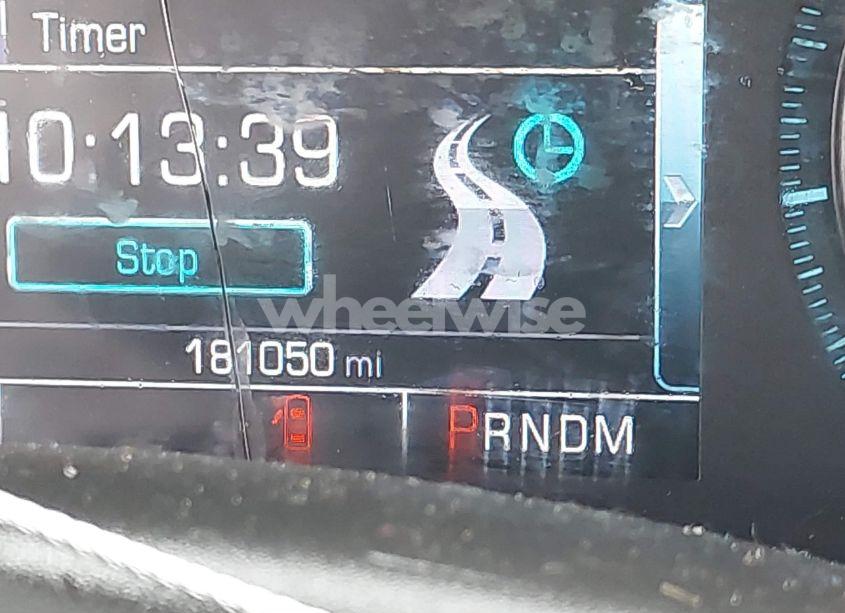 Timer
10:13:39
Stop
wheelwise
181050 mi
PRNDM